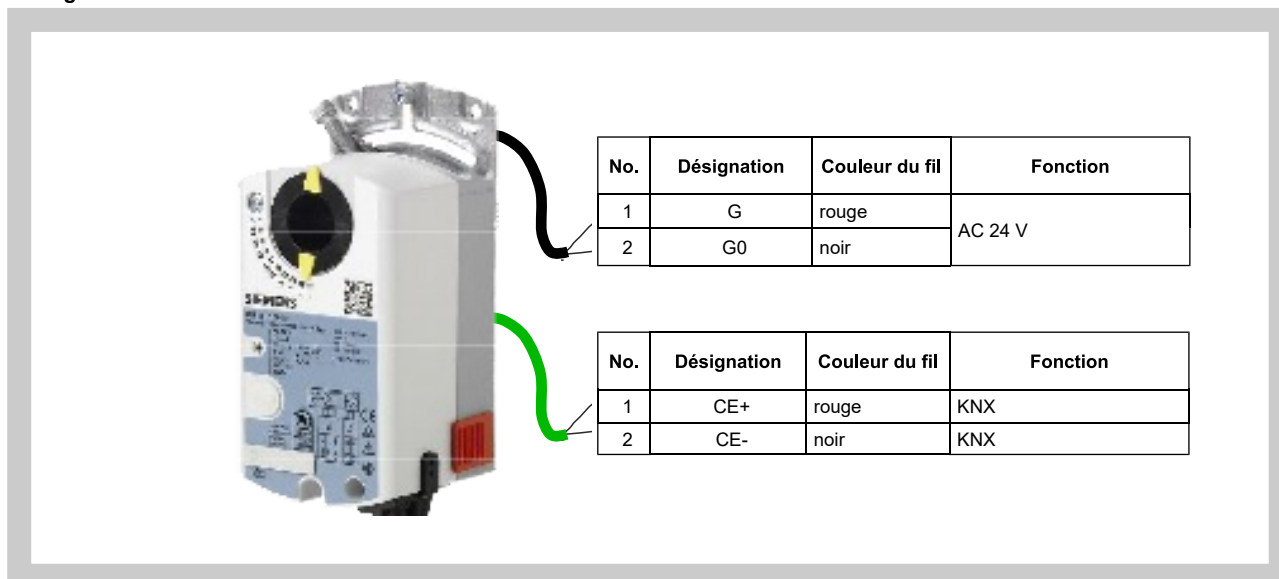 No. Désignation Couleur du fil Fonction
1 G rouge AC 24 V
2 G0 noir
SIEMENS
No. Désignation Couleur du fil Fonction
1 CE+ rouge KNX
2 CE- noir KNX